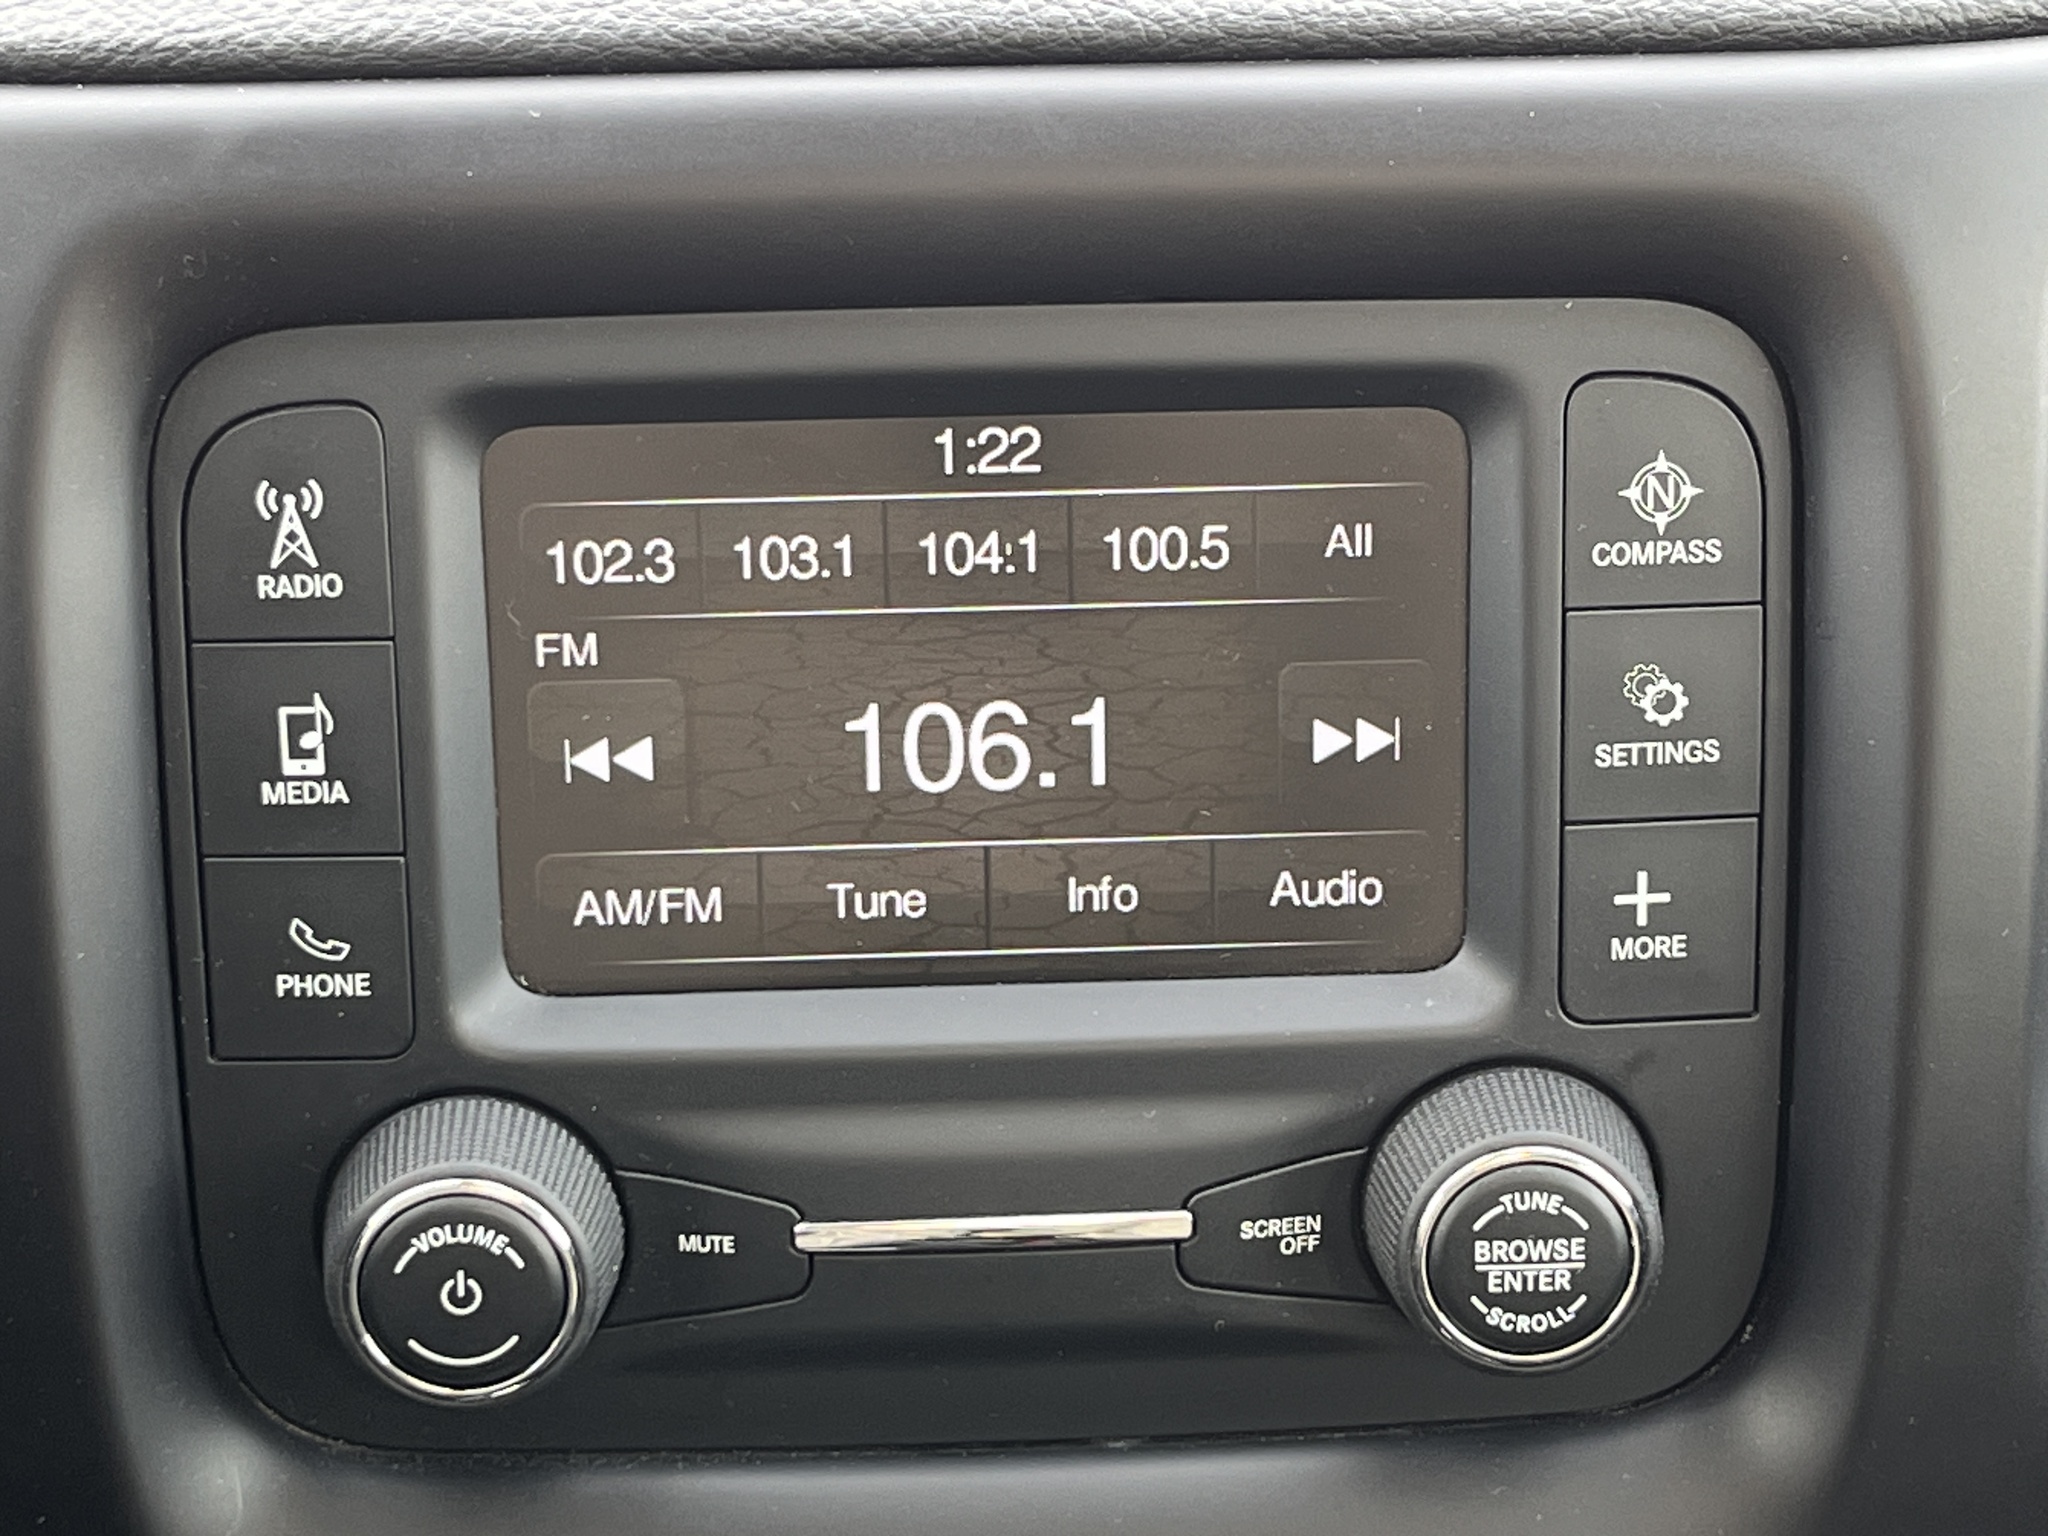 1:22
102.3 103.1 104:1 100.5 All
FM
106.1
AM/FM Tune Info Audio
RADIO
MEDIA
PHONE
N
COMPASS
SETTINGS
MORE
VOLUME
MUTE
SCREEN
OFF
TUNE
BROWSE
ENTER
SCROLL